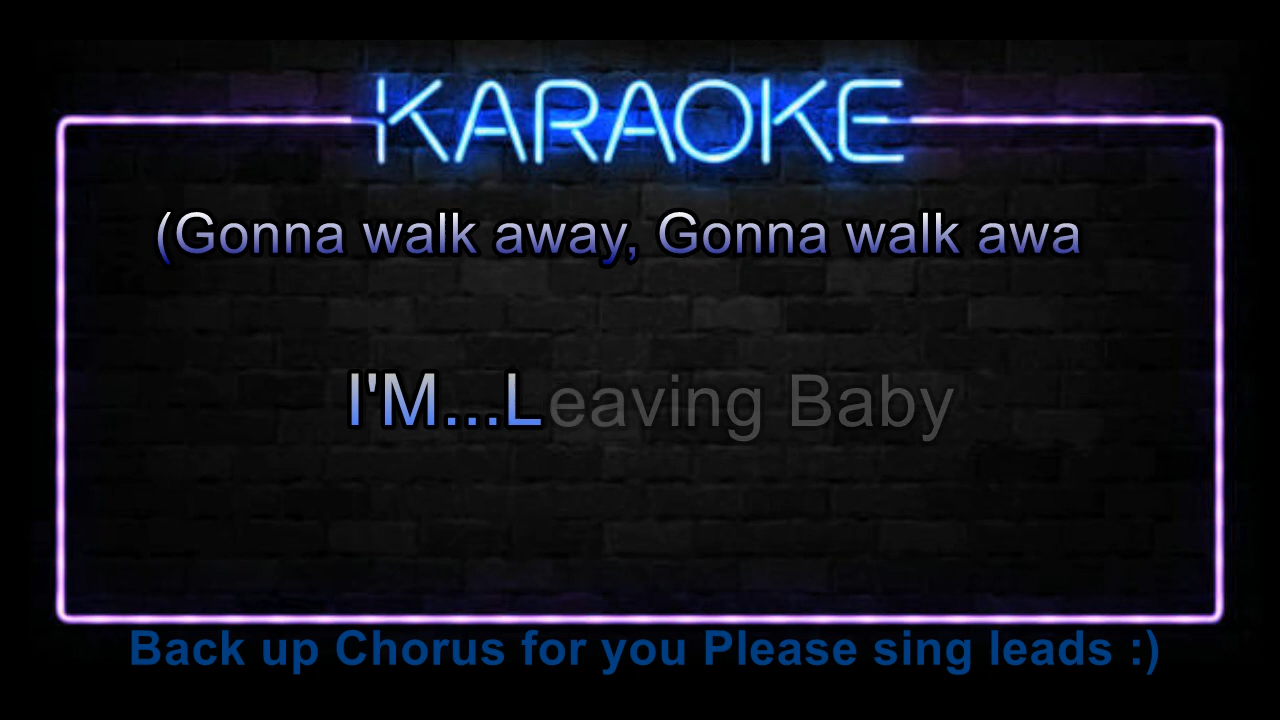 KARAOKE
(Gonna walk away, Gonna walk awa
I'M...Leaving Baby
Back up Chorus for you Please sing leads :)